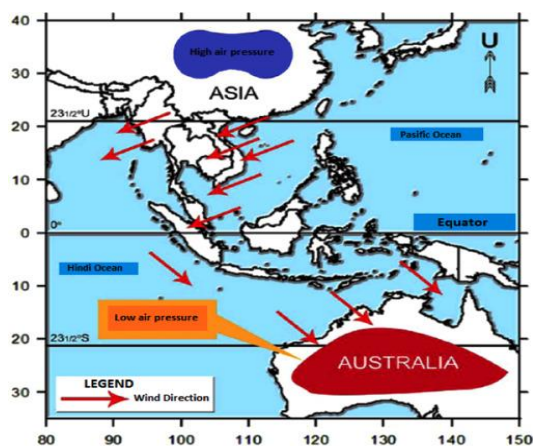 40
High air pressure
U
30
ASIA
23 1/2°U
20
Pasific Ocean
10
Equator
0°
0
Hindi Ocean
10
Low air pressure
20
23 1/2°S
AUSTRALIA
30
LEGEND
Wind Direction
80 90 100 110 120 130 140 150